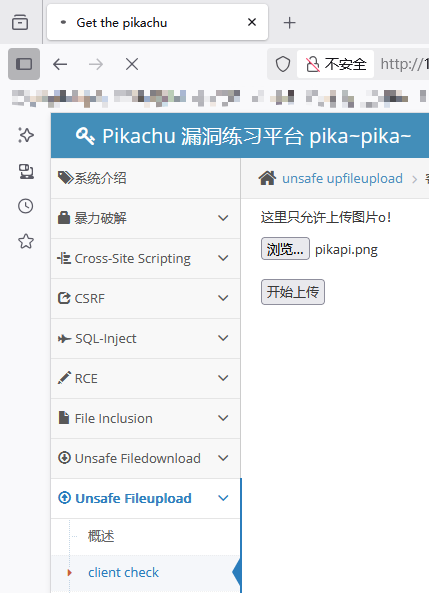 Get the pikachu
不安全 http://1
Pikachu 漏洞练习平台 pika~pika~
系统介绍
暴力破解
Cross-Site Scripting
CSRF
SQL-Inject
RCE
File Inclusion
Unsafe Filedownload
Unsafe Fileupload
概述
client check
unsafe upfileupload
这里只允许上传图片o!
浏览... pikapi.png
开始上传